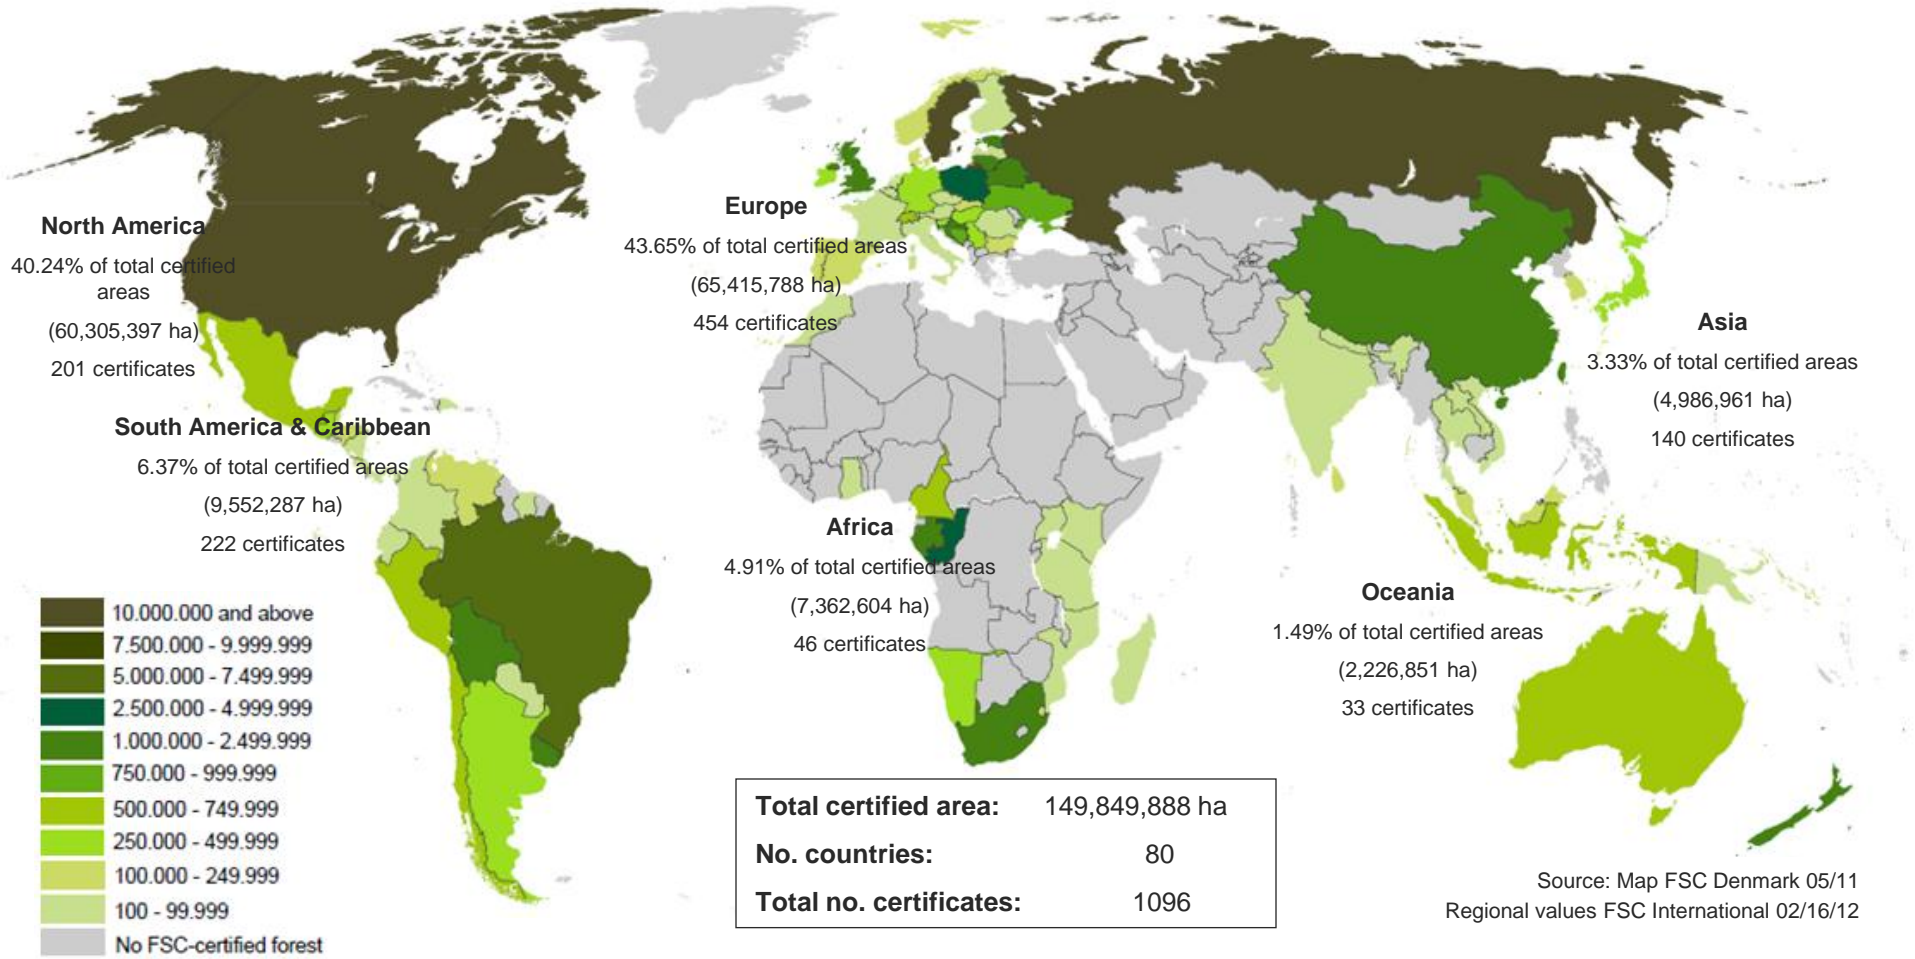 North America
40.24% of total certified
areas
(60,305,397 ha)
201 certificates
South America & Caribbean
6.37% of total certified areas
(9,552,287 ha)
222 certificates
Europe
43.65% of total certified areas
(65,415,788 ha)
454 certificates
Africa
4.91% of total certified areas
(7,362,604 ha)
46 certificates
Asia
3.33% of total certified areas
(4,986,961 ha)
140 certificates
Oceania
1.49% of total certified areas
(2,226,851 ha)
33 certificates
10.000.000 and above
7.500.000 - 9.999.999
5.000.000 - 7.499.999
2.500.000 - 4.999.999
1.000.000 - 2.499.999
750.000 - 999.999
500.000 - 749.999
250.000 - 499.999
100.000 - 249.999
100 - 99.999
No FSC-certified forest
Total certified area: 149,849,888 ha
No. countries: 80
Total no. certificates: 1096
Source: Map FSC Denmark 05/11
Regional values FSC International 02/16/12